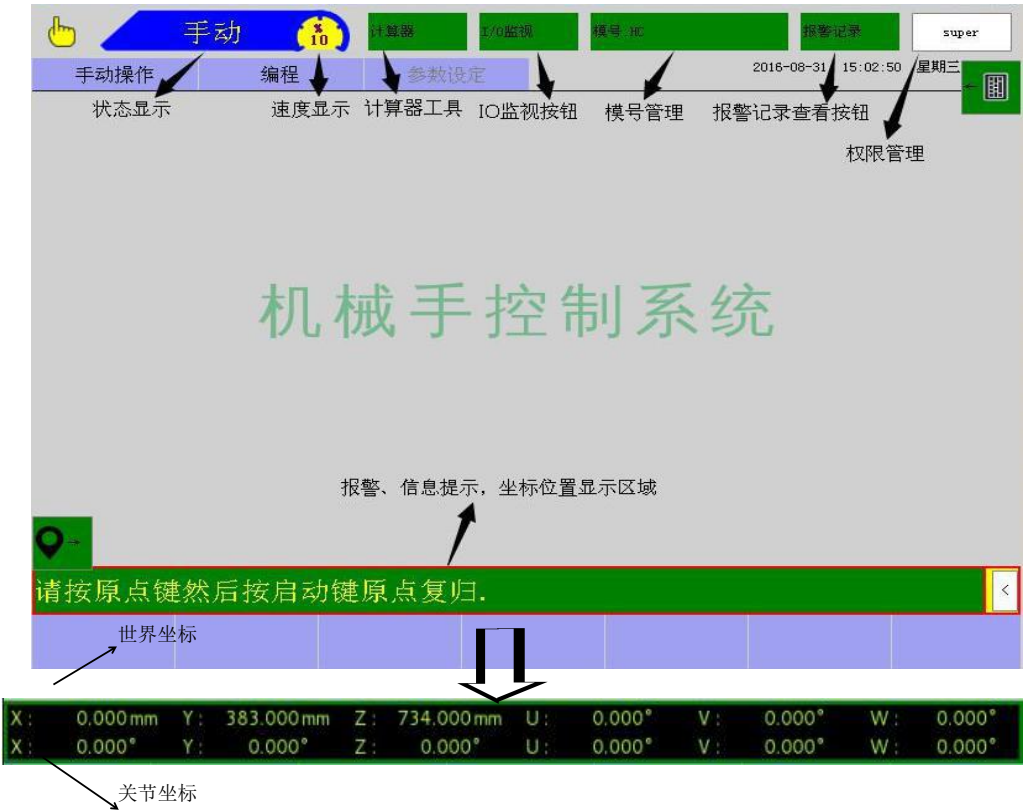 手动 % 10 计算器 I/O监视 模号:HC 报警记录 super
手动操作 编程 参数设定 2016-08-31 15:02:50 星期三
状态显示 速度显示 计算器工具 IO监视按钮 模号管理 报警记录查看按钮
权限管理
机械手控制系统
报警、信息提示，坐标位置显示区域
请按原点键然后按启动键原点复归.
世界坐标
X: 0.000mm Y: 383.000mm Z: 734.000mm U: 0.000° V: 0.000° W: 0.000°
X: 0.000° Y: 0.000° Z: 0.000° U: 0.000° V: 0.000° W: 0.000°
关节坐标